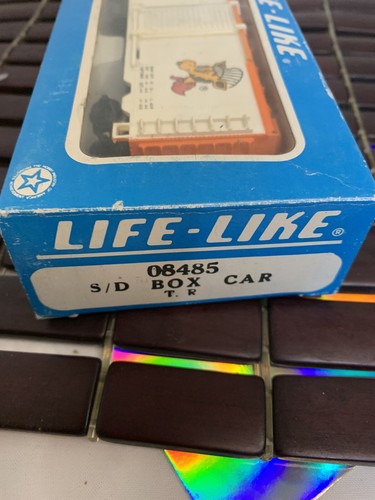 LIFE-LIKE®
LIFE-LIKE®
08485
S/D BOX CAR
T. R